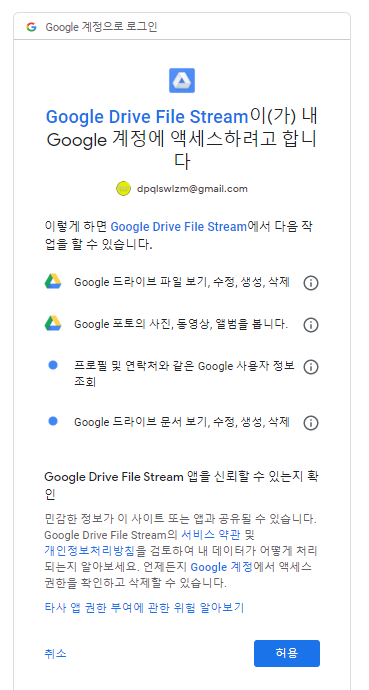 Google 계정으로 로그인
Google Drive File Stream이(가) 내
Google 계정에 액세스하려고 합니
다
dpqlswlzm@gmail.com
이렇게 하면 Google Drive File Stream에서 다음 작
업을 할 수 있습니다.
Google 드라이브 파일 보기, 수정, 생성, 삭제
Google 포토의 사진, 동영상, 앨범을 봅니다.
프로필 및 연락처와 같은 Google 사용자 정보
조회
Google 드라이브 문서 보기, 수정, 생성, 삭제
Google Drive File Stream 앱을 신뢰할 수 있는지 확
인
민감한 정보가 이 사이트 또는 앱과 공유될 수 있습니다.
Google Drive File Stream의 서비스 약관 및
개인정보처리방침을 검토하여 내 데이터가 어떻게 처리
되는지 알아보세요. 언제든지 Google 계정에서 액세스
권한을 확인하고 삭제할 수 있습니다.
타사 앱 권한 부여에 관한 위험 알아보기
취소
허용